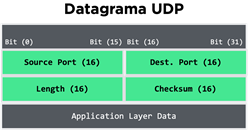 Datagrama UDP
Bit (0) Bit (15) Bit (16) Bit (31)
Source Port (16) Dest. Port (16)
Length (16) Checksum (16)
Application Layer Data